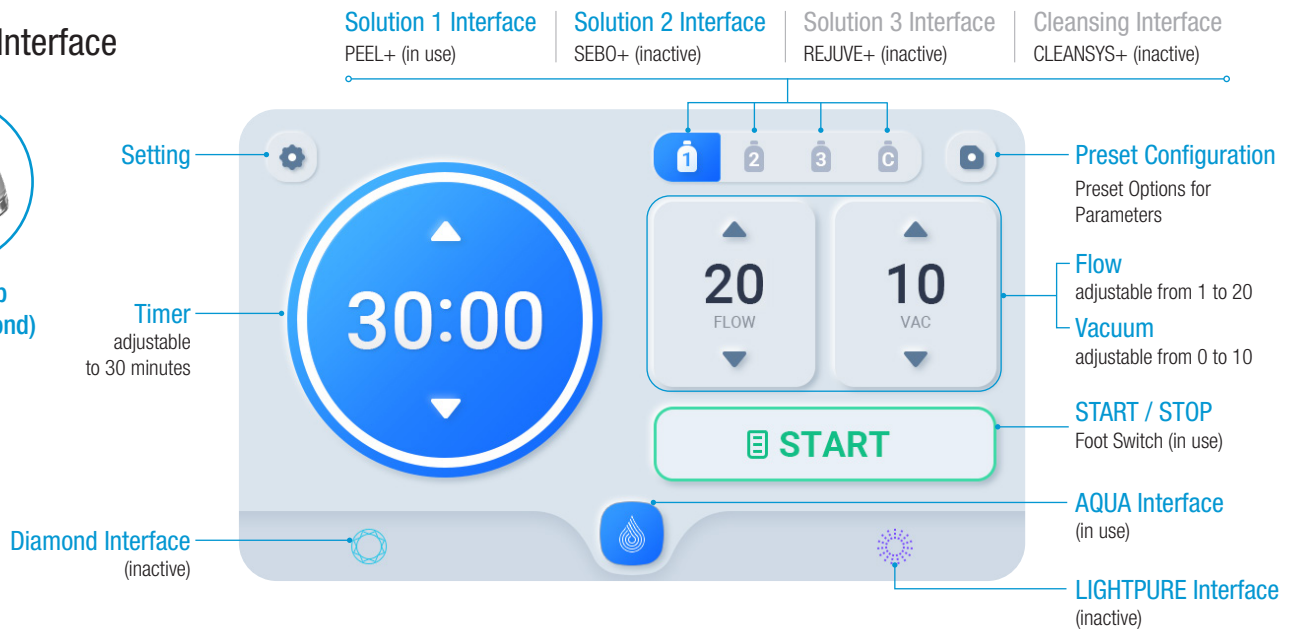 Interface
Solution 1 Interface
PEEL+ (in use)
Solution 2 Interface
SEBO+ (inactive)
Solution 3 Interface
REJUVE+ (inactive)
Cleansing Interface
CLEANSYS+ (inactive)
Setting
1
2
3
C
Preset Configuration
Preset Options for
Parameters
30:00
20
FLOW
10
VAC
Flow
adjustable from 1 to 20
Vacuum
adjustable from 0 to 10
Timer
adjustable
to 30 minutes
START
START / STOP
Foot Switch (in use)
AQUA Interface
(in use)
Diamond Interface
(inactive)
LIGHTPURE Interface
(inactive)